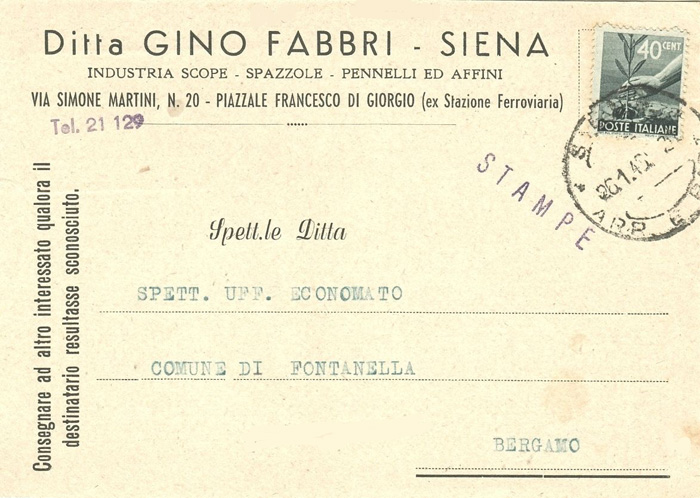 Ditta GINO FABBRI - SIENA
INDUSTRIA SCOPE - SPAZZOLE - PENNELLI ED AFFINI
VIA SIMONE MARTINI, N. 20 - PIAZZALE FRANCESCO DI GIORGIO (ex Stazione Ferroviaria)
Tel. 21 129
40 CENT.
POSTE ITALIANE
STAMPE
Consegnare ad altro interessato qualora il
destinatario resultasse sconosciuto.
Spett.le Ditta
SPETT. UFF. ECONOMATO
COMUNE DI FONTANELLA
BERGAMO